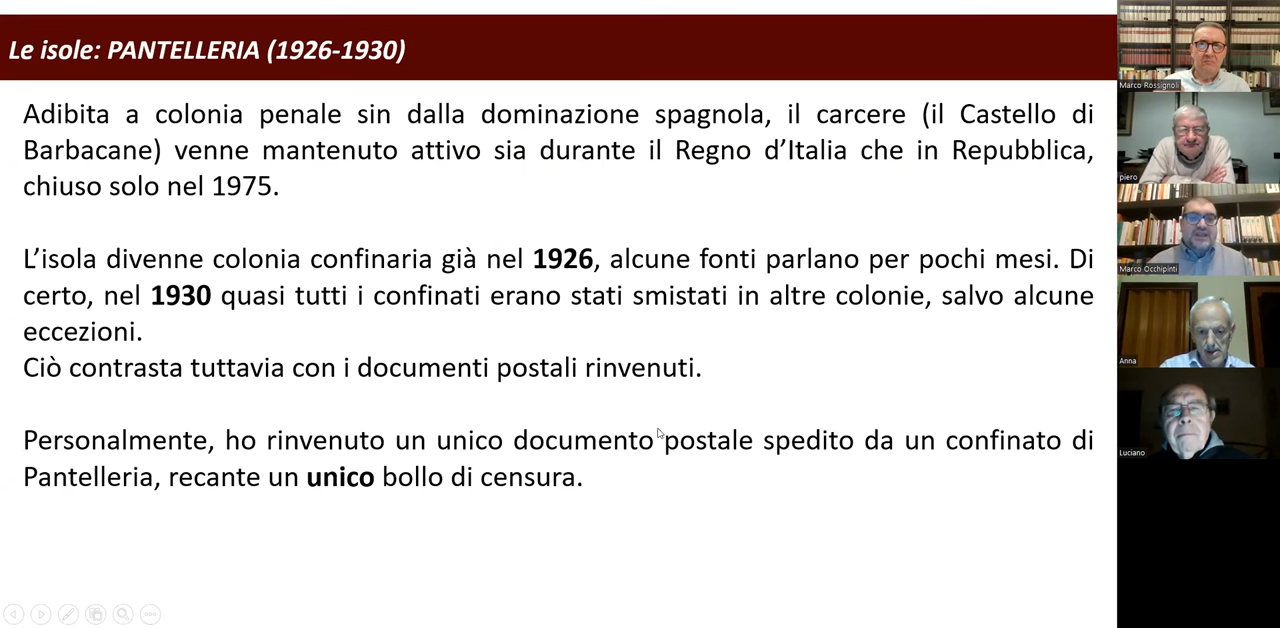 Le isole: PANTELLERIA (1926-1930)
Adibita a colonia penale sin dalla dominazione spagnola, il carcere (il Castello di
Barbacane) venne mantenuto attivo sia durante il Regno d’Italia che in Repubblica,
chiuso solo nel 1975.
L’isola divenne colonia confinaria già nel 1926, alcune fonti parlano per pochi mesi. Di
certo, nel 1930 quasi tutti i confinati erano stati smistati in altre colonie, salvo alcune
eccezioni.
Ciò contrasta tuttavia con i documenti postali rinvenuti.
Personalmente, ho rinvenuto un unico documento postale spedito da un confinato di
Pantelleria, recante un unico bollo di censura.
Marco Rossignoli
piero
Marco Occhipinti
Anna
Luciano